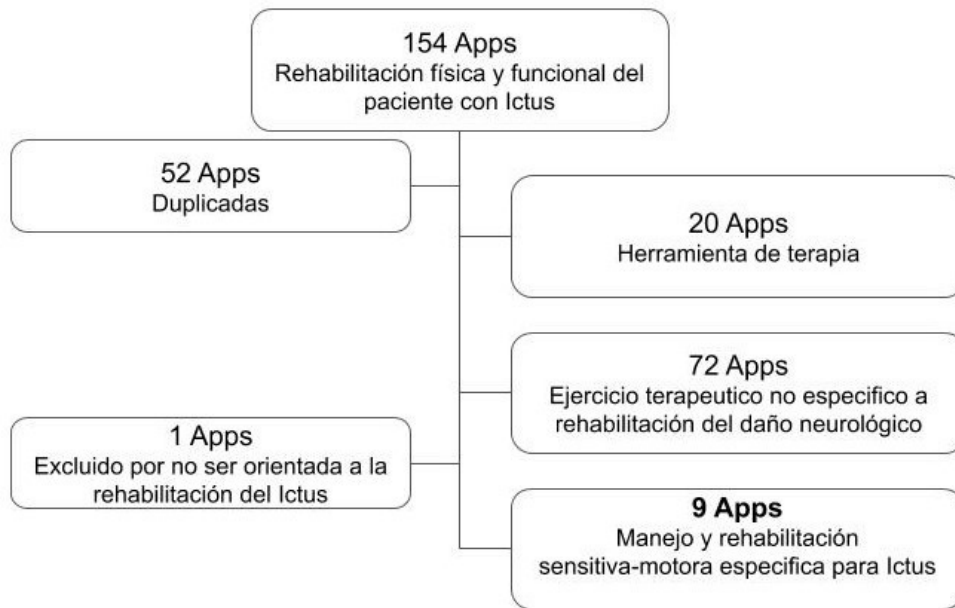 154 Apps
Rehabilitación física y funcional del
paciente con Ictus
52 Apps
Duplicadas
20 Apps
Herramienta de terapia
72 Apps
Ejercicio terapeutico no especifico a
rehabilitación del daño neurológico
1 Apps
Excluido por no ser orientada a la
rehabilitación del Ictus
9 Apps
Manejo y rehabilitación
sensitiva-motora especifica para Ictus